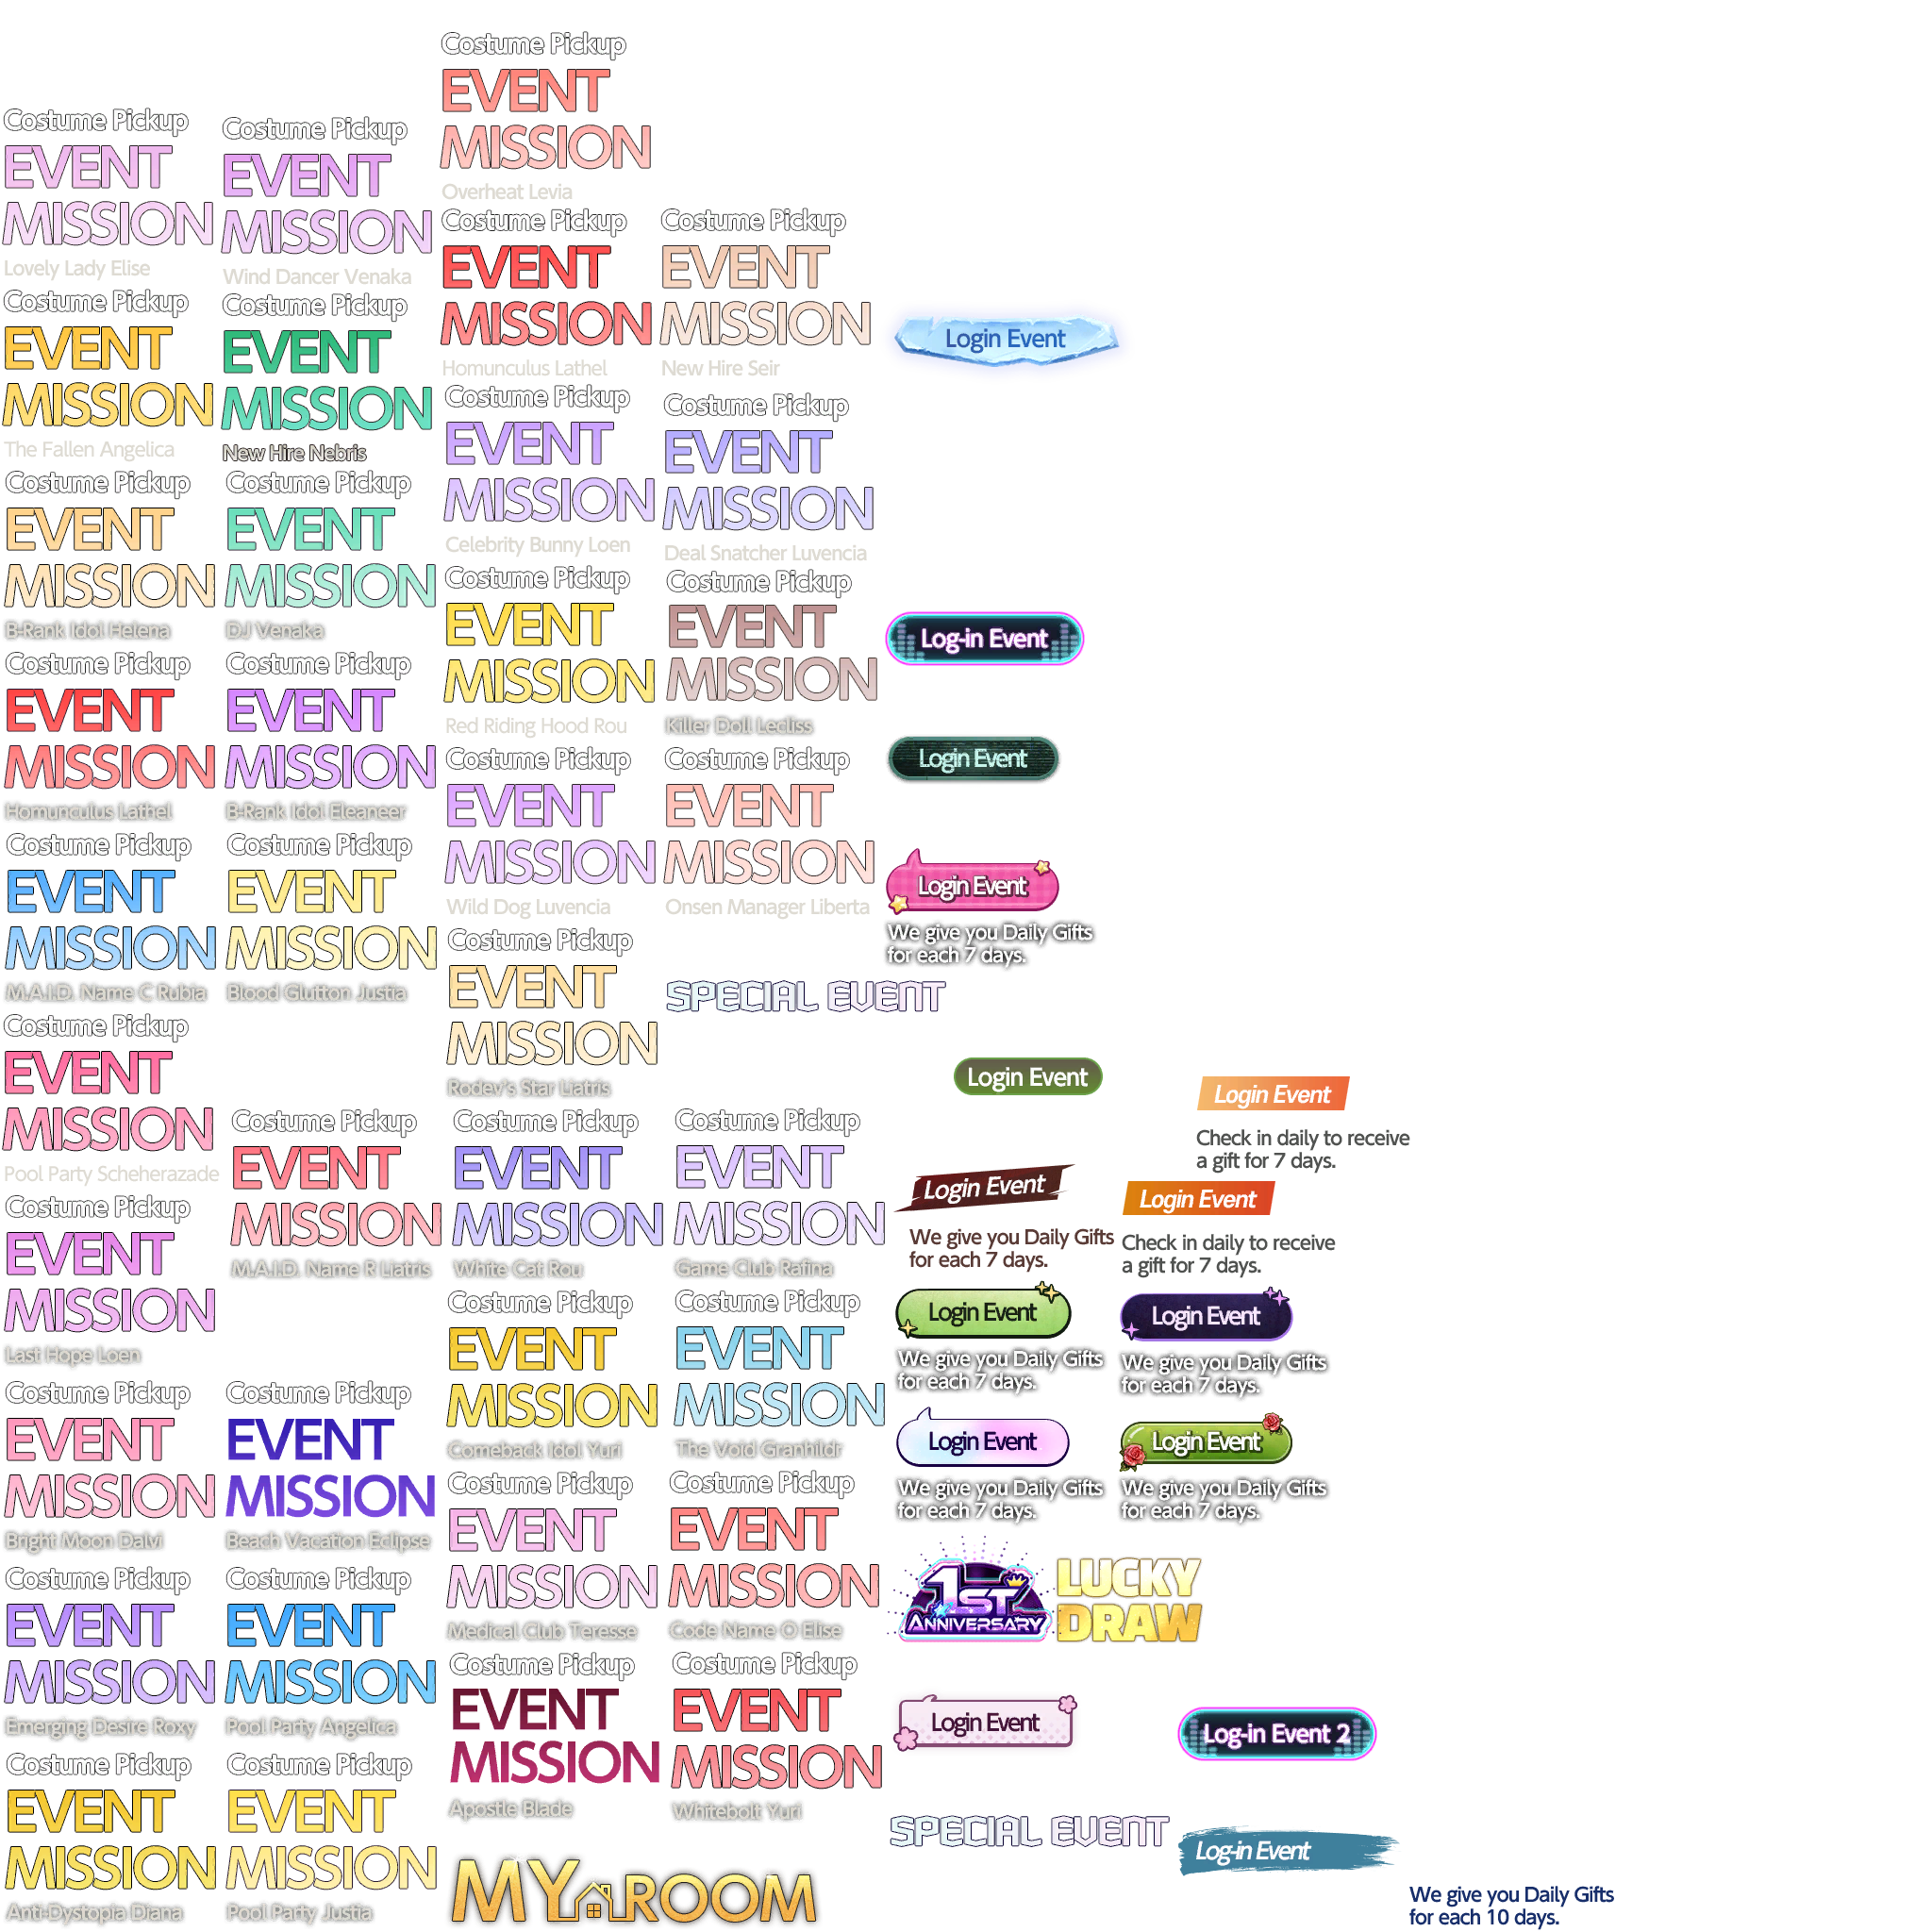 Costume Pickup
EVENT
MISSION
Lovely Lady Elise
Costume Pickup
EVENT
MISSION
The Fallen Angelica
Costume Pickup
EVENT
MISSION
B-Rank Idol Helena
Costume Pickup
EVENT
MISSION
Homunculus Lathel
Costume Pickup
EVENT
MISSION
M.A.I.D. Name C Rubia
Costume Pickup
EVENT
MISSION
Pool Party Scheherazade
Costume Pickup
EVENT
MISSION
Last Hope Loen
Costume Pickup
EVENT
MISSION
Bright Moon Dalvi
Costume Pickup
EVENT
MISSION
Emerging Desire Roxy
Costume Pickup
EVENT
MISSION
Anti-Dystopia Diana
Costume Pickup
EVENT
MISSION
Wind Dancer Venaka
Costume Pickup
EVENT
MISSION
New Hire Nebris
Costume Pickup
EVENT
MISSION
DJ Venaka
Costume Pickup
EVENT
MISSION
B-Rank Idol Eleaneer
Costume Pickup
EVENT
MISSION
Blood Glutton Justia
Costume Pickup
EVENT
MISSION
M.A.I.D. Name R Liatris
Costume Pickup
EVENT
MISSION
Beach Vacation Eclipse
Costume Pickup
EVENT
MISSION
Pool Party Angelica
Costume Pickup
EVENT
MISSION
Pool Party Justia
Costume Pickup
EVENT
MISSION
Overheat Levia
Costume Pickup
EVENT
MISSION
Homunculus Lathel
Costume Pickup
EVENT
MISSION
Celebrity Bunny Loen
Costume Pickup
EVENT
MISSION
Red Riding Hood Rou
Costume Pickup
EVENT
MISSION
Wild Dog Luvencia
Costume Pickup
EVENT
MISSION
Rodev's Star Liatris
Costume Pickup
EVENT
MISSION
White Cat Rou
Costume Pickup
EVENT
MISSION
Comeback Idol Yuri
Costume Pickup
EVENT
MISSION
Medical Club Teresse
Costume Pickup
EVENT
MISSION
Apostle Blade
MY ROOM
Costume Pickup
EVENT
MISSION
New Hire Seir
Costume Pickup
EVENT
MISSION
Deal Snatcher Luvencia
Costume Pickup
EVENT
MISSION
Killer Doll Lecliss
Costume Pickup
EVENT
MISSION
Onsen Manager Liberta
SPECIAL EVENT
Costume Pickup
EVENT
MISSION
Game Club Rafina
Costume Pickup
EVENT
MISSION
The Void Granhildr
Costume Pickup
EVENT
MISSION
Code Name O Elise
Costume Pickup
EVENT
MISSION
Whitebolt Yuri
Login Event
Log-in Event
Login Event
Login Event
We give you Daily Gifts
for each 7 days.
Login Event
Login Event
Check in daily to receive
a gift for 7 days.
Login Event
We give you Daily Gifts
for each 7 days.
Login Event
Check in daily to receive
a gift for 7 days.
Login Event
We give you Daily Gifts
for each 7 days.
Login Event
We give you Daily Gifts
for each 7 days.
Login Event
We give you Daily Gifts
for each 7 days.
Login Event
We give you Daily Gifts
for each 7 days.
1ST
ANNIVERSARY
LUCKY
DRAW
Login Event
Log-in Event 2
SPECIAL EVENT
Log-in Event
We give you Daily Gifts
for each 10 days.